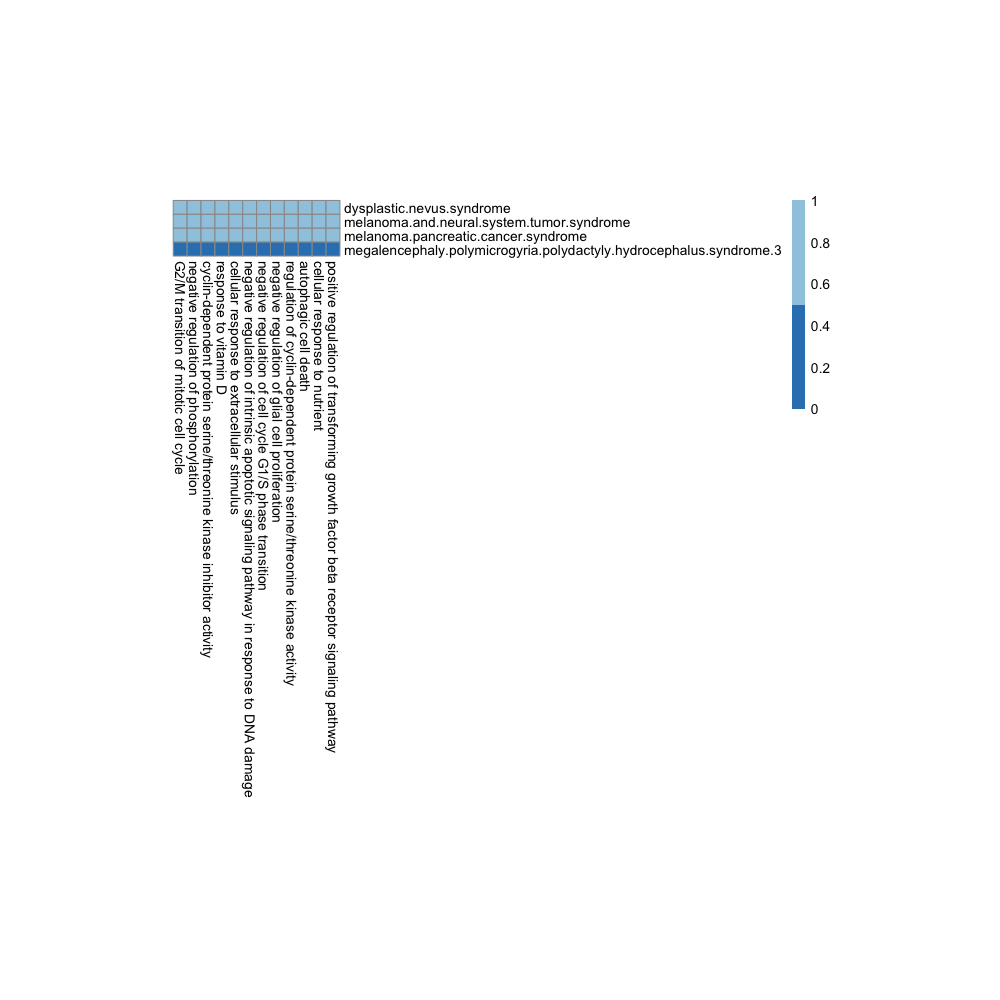 dysplastic.nevus.syndrome
melanoma.and.neural.system.tumor.syndrome
melanoma.pancreatic.cancer.syndrome
megalencephaly.polymicrogyria.polydactyly.hydrocephalus.syndrome.3
1
0.8
0.6
0.4
0.2
0
G2/M transition of mitotic cell cycle
negative regulation of phosphorylation
cyclin-dependent protein serine/threonine kinase inhibitor activity
response to vitamin D
cellular response to extracellular stimulus
negative regulation of intrinsic apoptotic signaling pathway in response to DNA damage
negative regulation of cell cycle G1/S phase transition
negative regulation of glial cell proliferation
regulation of cyclin-dependent protein serine/threonine kinase activity
autophagic cell death
cellular response to nutrient
positive regulation of transforming growth factor beta receptor signaling pathway